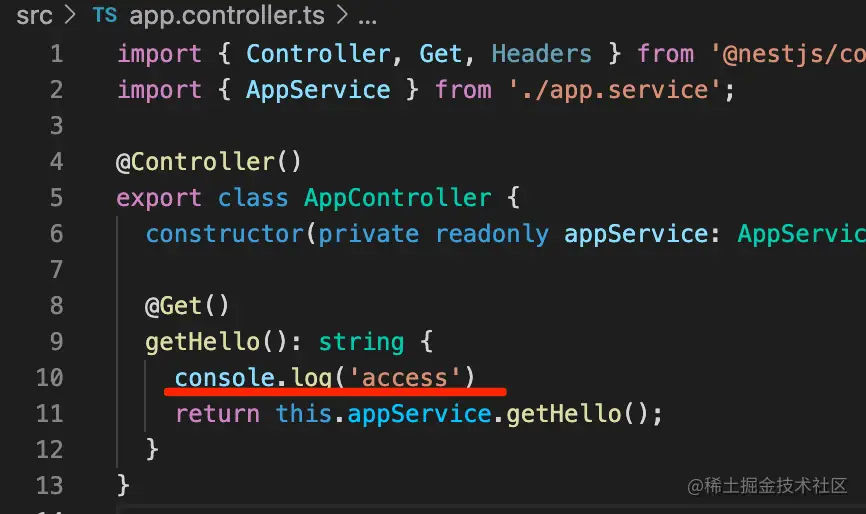 src > TS app.controller.ts > ...
1 import { Controller, Get, Headers } from '@nestjs/co
2 import { AppService } from './app.service';
3
4 @Controller()
5 export class AppController {
6 constructor(private readonly appService: AppServic
7
8 @Get()
9 getHello(): string {
10 console.log('access')
11 return this.appService.getHello();
12 }
13 }
@稀土掘金技术社区